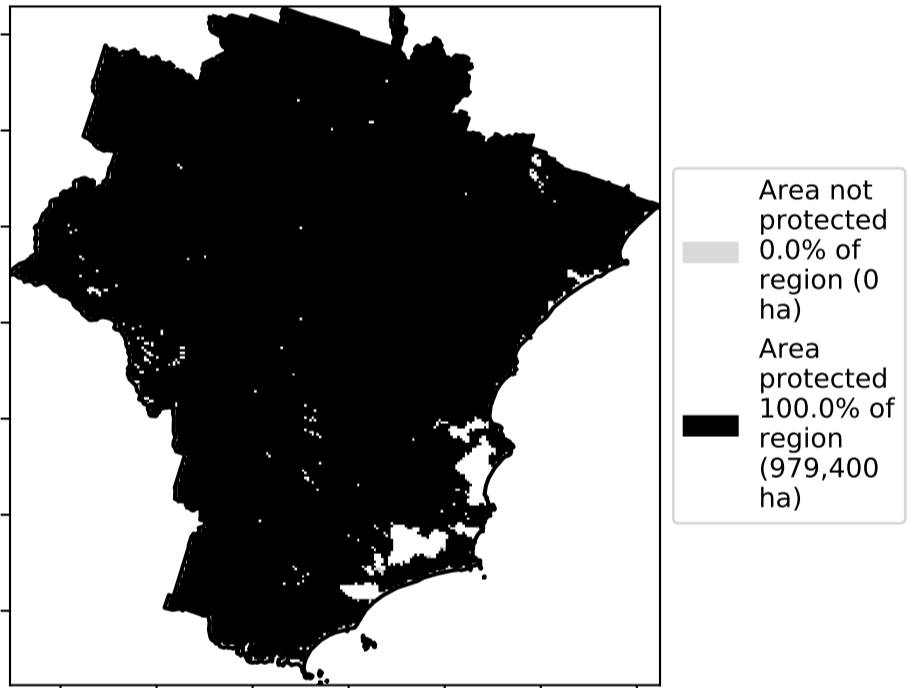 Area not
protected
0.0% of
region (0
ha)
Area
protected
100.0% of
region
(979,400
ha)